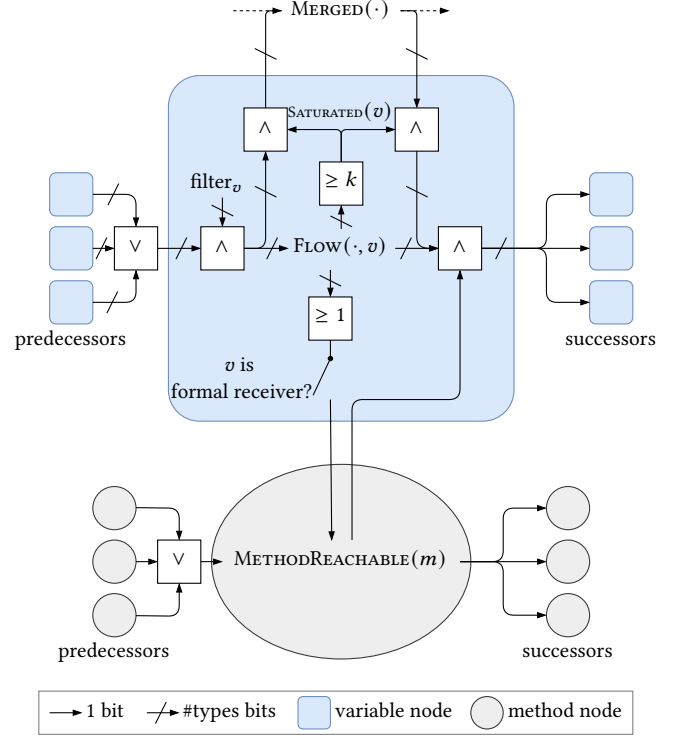 MERGED(·)
∧ SATURATED(v) ∧
≥ k
filterᵥ
∨ ∧ FLOW(·, v) ∧
≥ 1
predecessors successors
v is
formal receiver?
∨ METHODREACHABLE(m)
predecessors successors
1 bit #types bits variable node method node